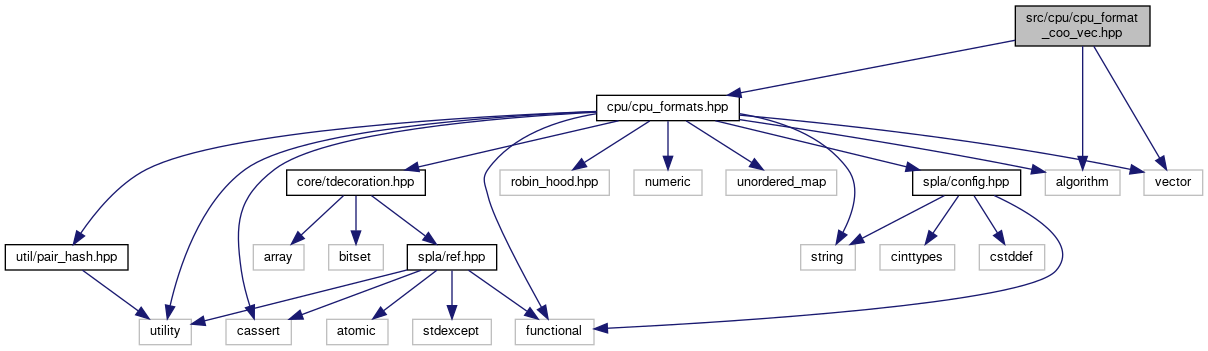 src/cpu/cpu_format
_coo_vec.hpp
cpu/cpu_formats.hpp
core/tdecoration.hpp
robin_hood.hpp
numeric
unordered_map
spla/config.hpp
algorithm
vector
util/pair_hash.hpp
array
bitset
spla/ref.hpp
string
cinttypes
cstddef
utility
cassert
atomic
stdexcept
functional